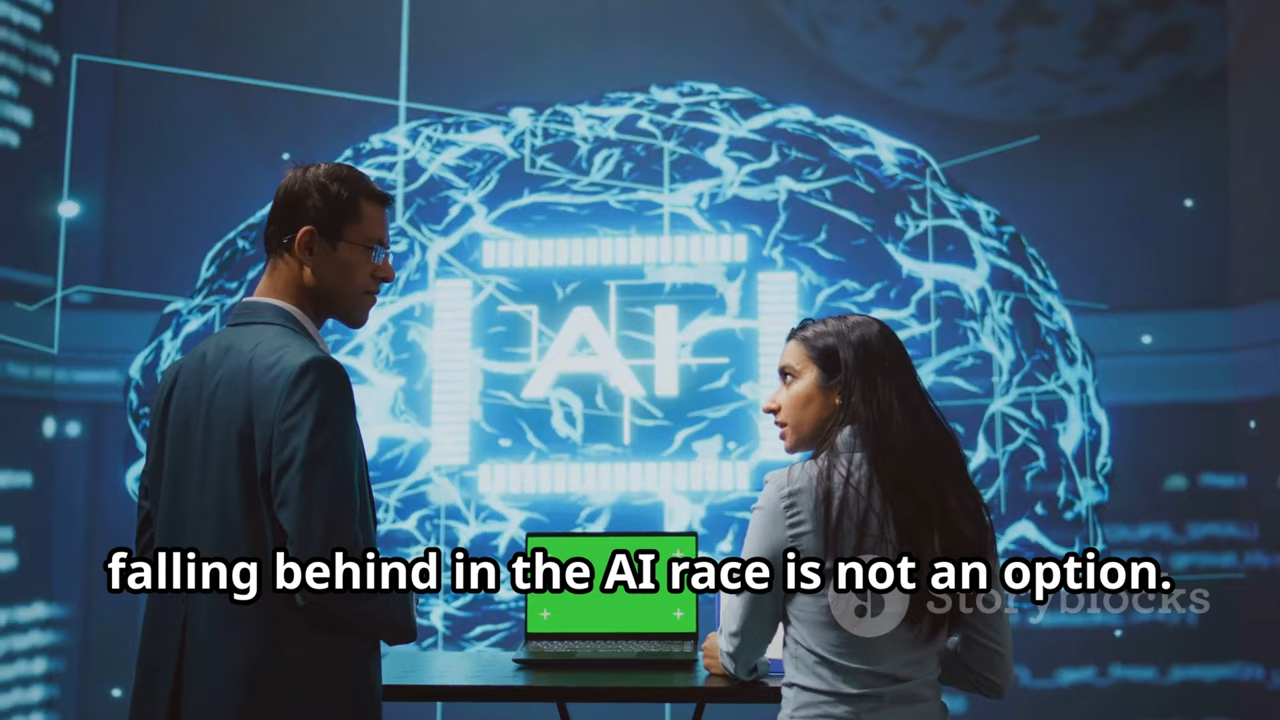 AI
falling behind in the AI race is not an option.
Storyblocks